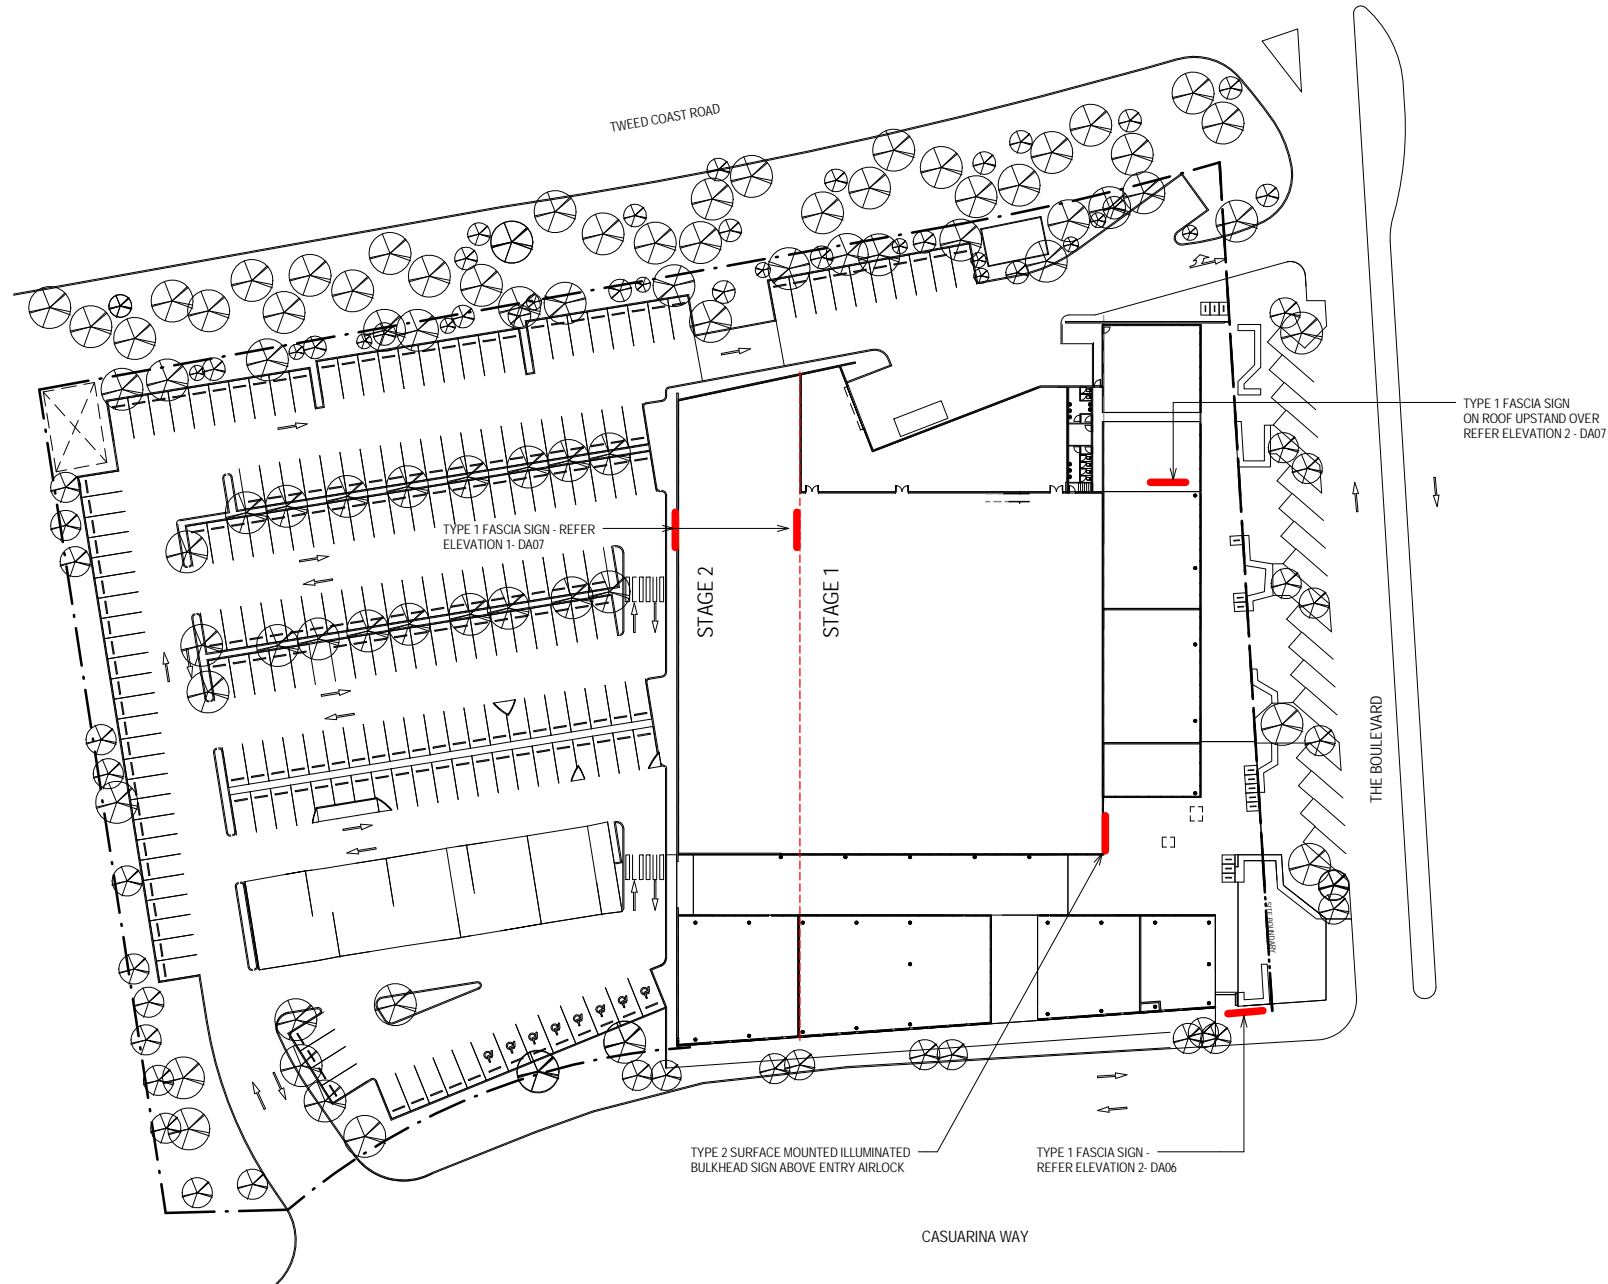 TWEED COAST ROAD
TYPE 1 FASCIA SIGN
ON ROOF UPSTAND OVER
REFER ELEVATION 2 - DA07
TYPE 1 FASCIA SIGN - REFER
ELEVATION 1- DA07
STAGE 2
STAGE 1
THE BOULEVARD
SITE BOUNDARY
TYPE 2 SURFACE MOUNTED ILLUMINATED
BULKHEAD SIGN ABOVE ENTRY AIRLOCK
TYPE 1 FASCIA SIGN -
REFER ELEVATION 2- DA06
CASUARINA WAY